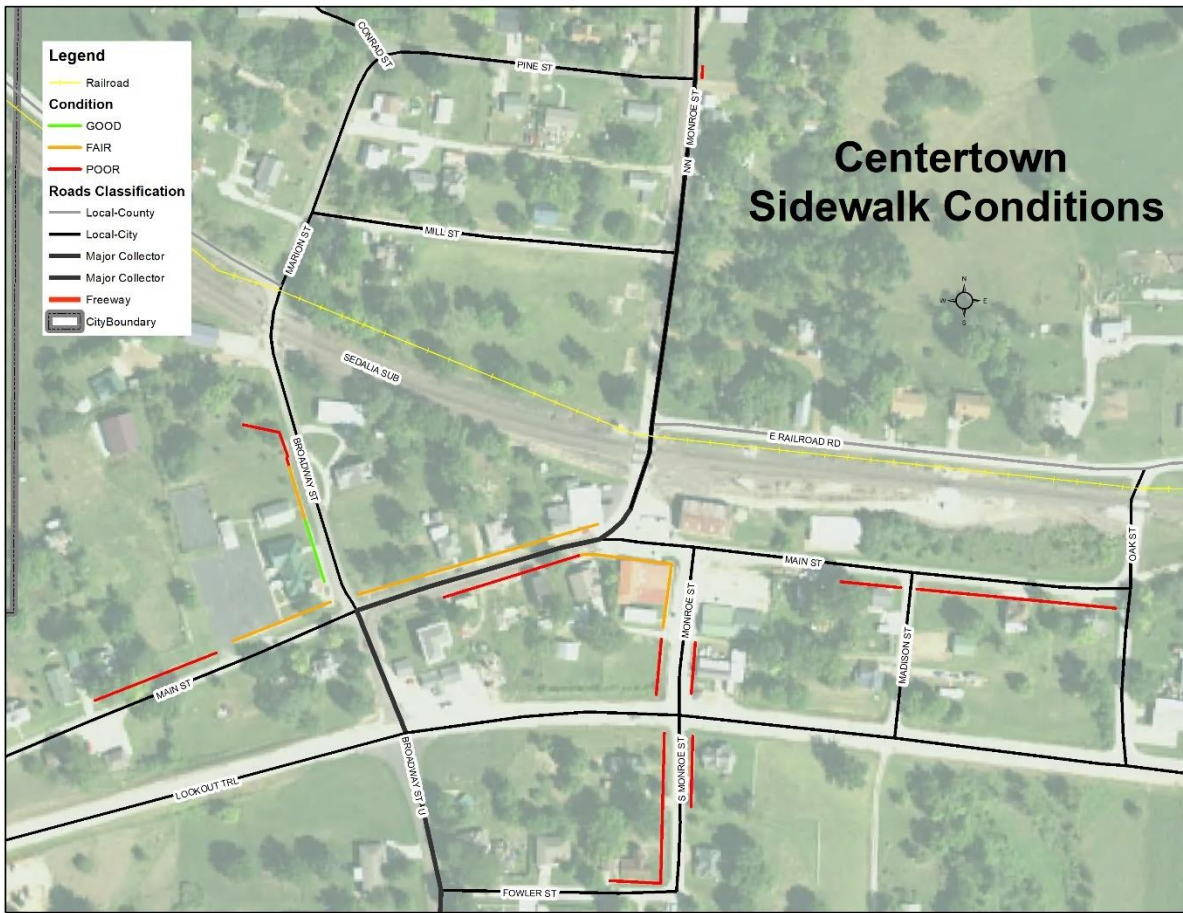 Legend
Railroad
Condition
GOOD
FAIR
POOR
Roads Classification
Local-County
Local-City
Major Collector
Major Collector
Freeway
CityBoundary
Centertown
Sidewalk Conditions
CONRAD ST
PINE ST
NN MONROE ST
MILL ST
MARION ST
N
W E
S
SEDALIA SUB
E RAILROAD RD
BROADWAY ST
OAK ST
MAIN ST
MONROE ST
MADISON ST
MAIN ST
BROADWAY ST U
S MONROE ST
LOOKOUT TRL
FOWLER ST